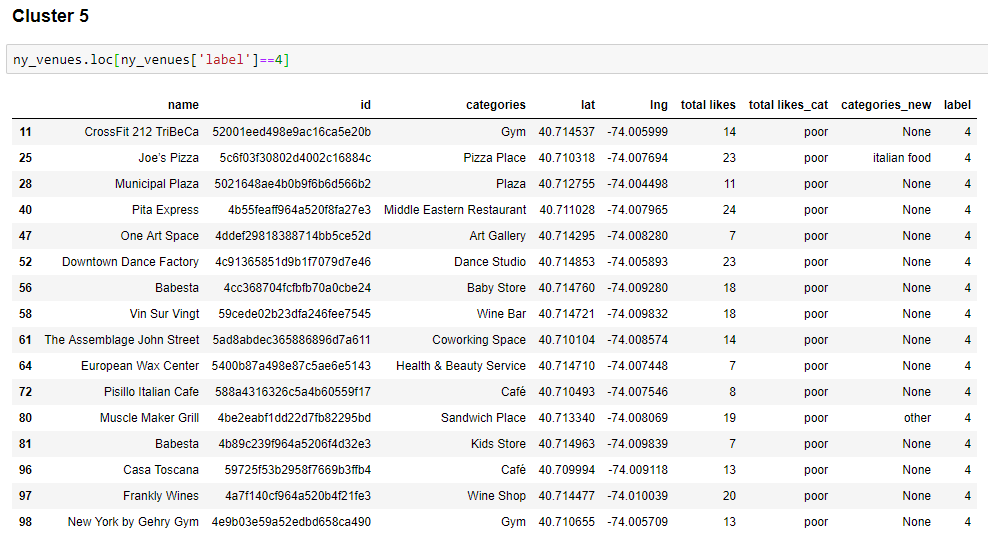 Cluster 5
ny_venues.loc[ny_venues['label']==4]
name id categories lat lng total likes total likes_cat categories_new label
11 CrossFit 212 TriBeCa 52001eed498e9ac16ca5e20b Gym 40.714537 -74.005999 14 poor None 4
25 Joe's Pizza 5c6f03f30802d4002c16884c Pizza Place 40.710318 -74.007694 23 poor italian food 4
28 Municipal Plaza 5021648ae4b0b9f6b6d566b2 Plaza 40.712755 -74.004498 11 poor None 4
40 Pita Express 4b55feaff964a520f8fa27e3 Middle Eastern Restaurant 40.711028 -74.007965 24 poor None 4
47 One Art Space 4ddef29818388714bb5ce52d Art Gallery 40.714295 -74.008280 7 poor None 4
52 Downtown Dance Factory 4c91365851d9b1f7079d7e46 Dance Studio 40.714853 -74.005893 23 poor None 4
56 Babesta 4cc368704fcfbfb70a0cbe24 Baby Store 40.714760 -74.009280 18 poor None 4
58 Vin Sur Vingt 59cede02b23dfa246fee7545 Wine Bar 40.714721 -74.009832 18 poor None 4
61 The Assemblage John Street 5ad8abdec365886896d7a611 Coworking Space 40.710104 -74.008574 14 poor None 4
64 European Wax Center 5400b87a498e87c5ae6e5143 Health & Beauty Service 40.714710 -74.007448 7 poor None 4
72 Pisillo Italian Cafe 588a4316326c5a4b60559f17 Café 40.710493 -74.007546 8 poor None 4
80 Muscle Maker Grill 4be2eabf1dd22d7fb82295bd Sandwich Place 40.713340 -74.008069 19 poor other 4
81 Babesta 4b89c239f964a5206f4d32e3 Kids Store 40.714963 -74.009839 7 poor None 4
96 Casa Toscana 59725f53b2958f7669b3ffb4 Café 40.709994 -74.009118 13 poor None 4
97 Frankly Wines 4a7f140cf964a520b4f21fe3 Wine Shop 40.714477 -74.010039 20 poor None 4
98 New York by Gehry Gym 4e9b03e59a52edbd658ca490 Gym 40.710655 -74.005709 13 poor None 4